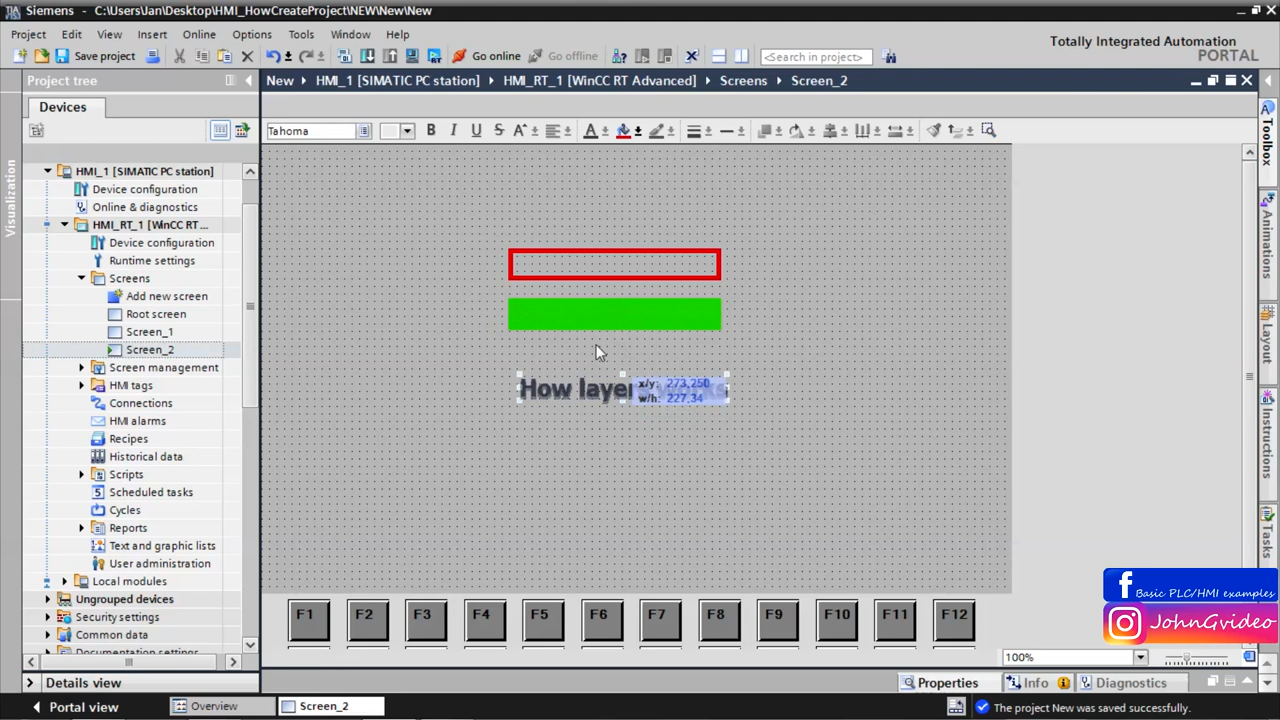 Siemens - C:\Users\Jan\Desktop\HMI_HowCreateProject\NEW\New\New
Project Edit View Insert Online Options Tools Window Help
Totally Integrated Automation
PORTAL
Save project Go online Go offline <Search in project>
Project tree
New HMI_1 [SIMATIC PC station] HMI_RT_1 [WinCC RT Advanced] Screens Screen_2
Devices
Tahoma
B I U S A A
Visualization
HMI_1 [SIMATIC PC station]
Device configuration
Online & diagnostics
HMI_RT_1 [WinCC RT ...
Device configuration
Runtime settings
Screens
Add new screen
Root screen
Screen_1
Screen_2
Screen management
HMI tags
Connections
HMI alarms
Recipes
Historical data
Scripts
Scheduled tasks
Cycles
Reports
Text and graphic lists
User administration
Local modules
Ungrouped devices
Security settings
Common data
Documentation settings
Details view
How layers works
x/y: 273,250
w/h: 227,34
F1 F2 F3 F4 F5 F6 F7 F8 F9 F10 F11 F12
100%
Toolbox
Animations
Layout
Instructions
Tasks
Basic PLC/HMI examples
JohnGvideo
Properties Info Diagnostics
Portal view Overview Screen_2 The project New was saved successfully.